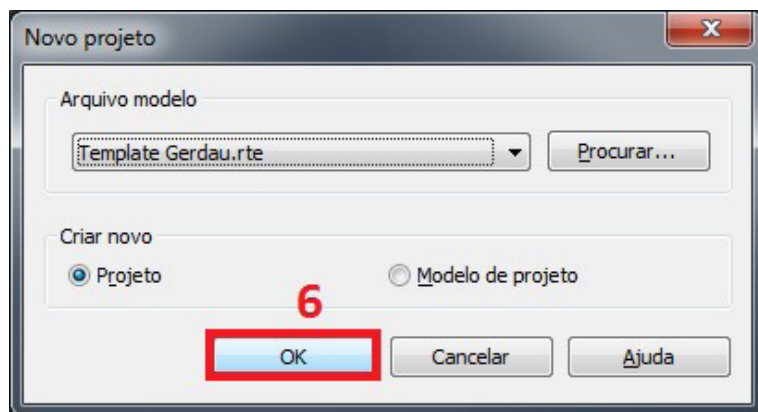 Novo projeto
X
Arquivo modelo
Template Gerdau.rte
Procurar...
Criar novo
Projeto
Modelo de projeto
6
OK
Cancelar
Ajuda